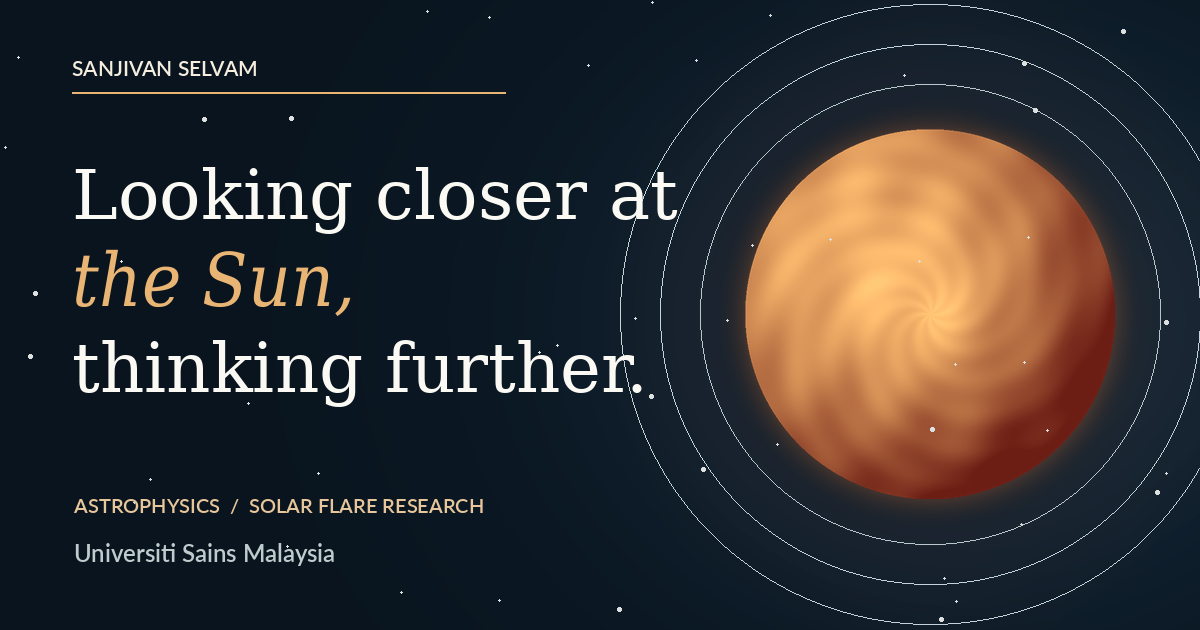 SANJIVAN SELVAM
Looking closer at
the Sun,
thinking further.
ASTROPHYSICS / SOLAR FLARE RESEARCH
Universiti Sains Malaysia